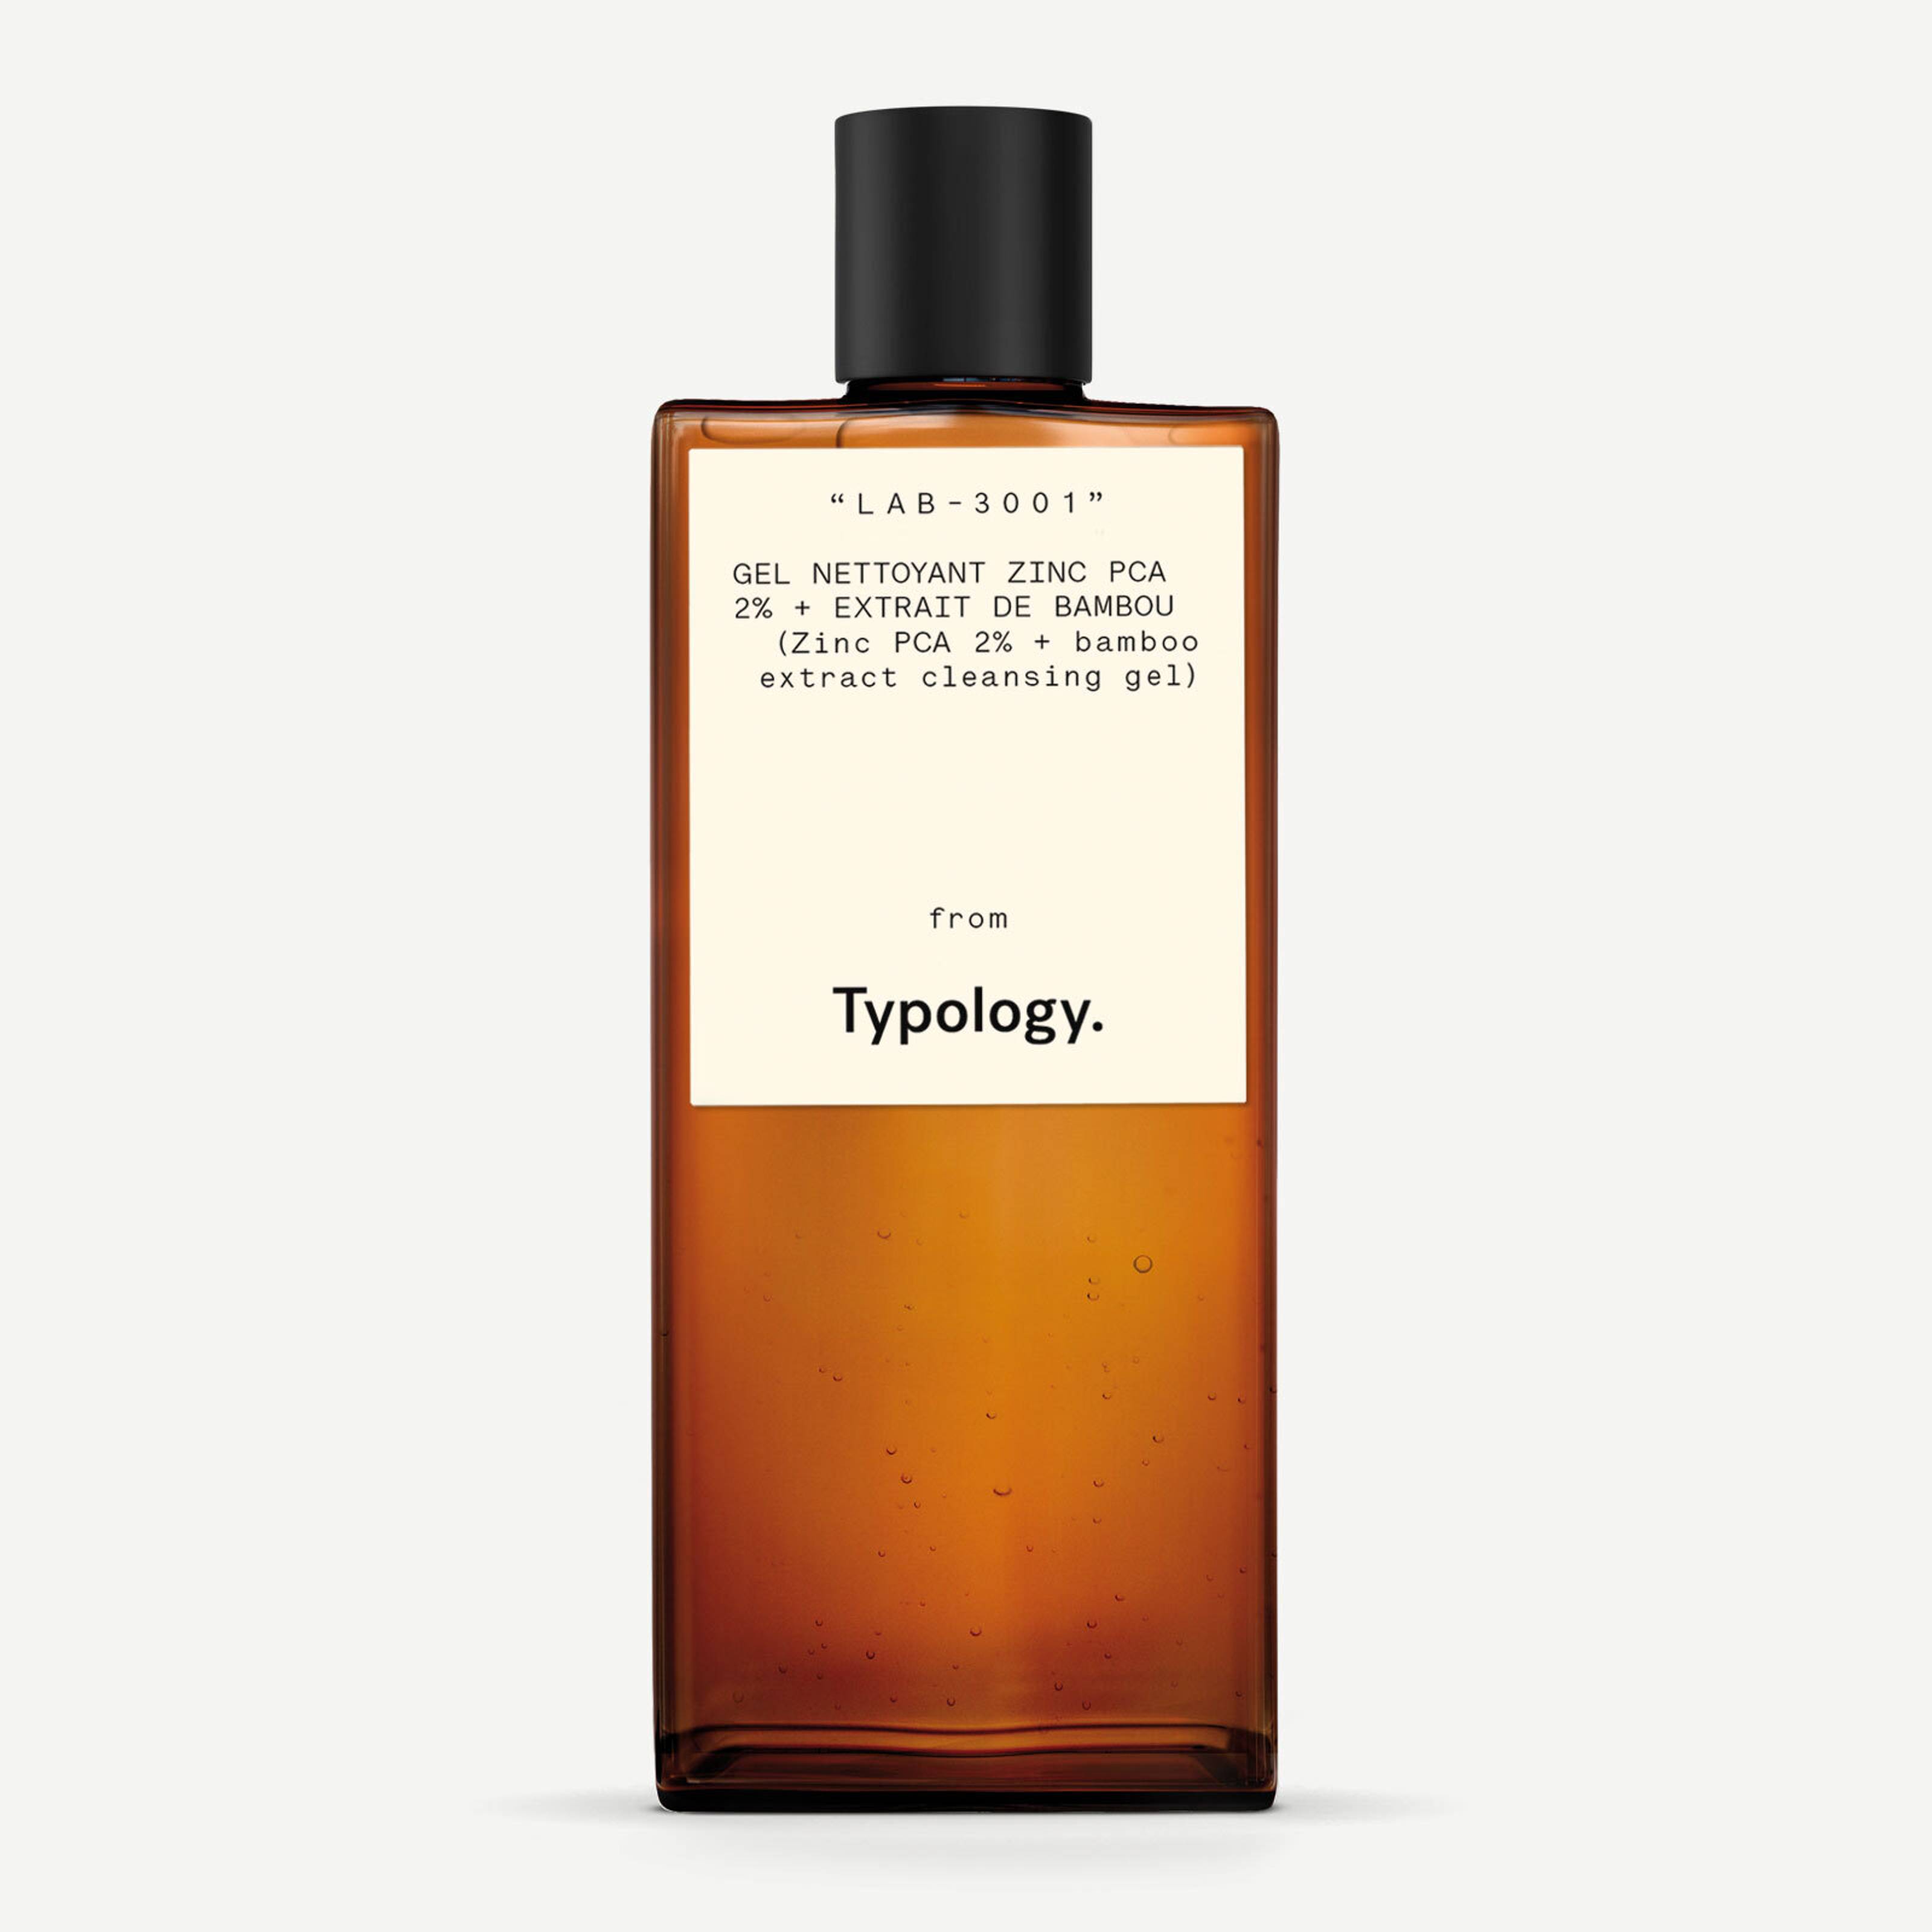 “LAB-3001”
GEL NETTOYANT ZINC PCA
2% + EXTRAIT DE BAMBOU
(Zinc PCA 2% + bamboo
extract cleansing gel)
from
Typology.